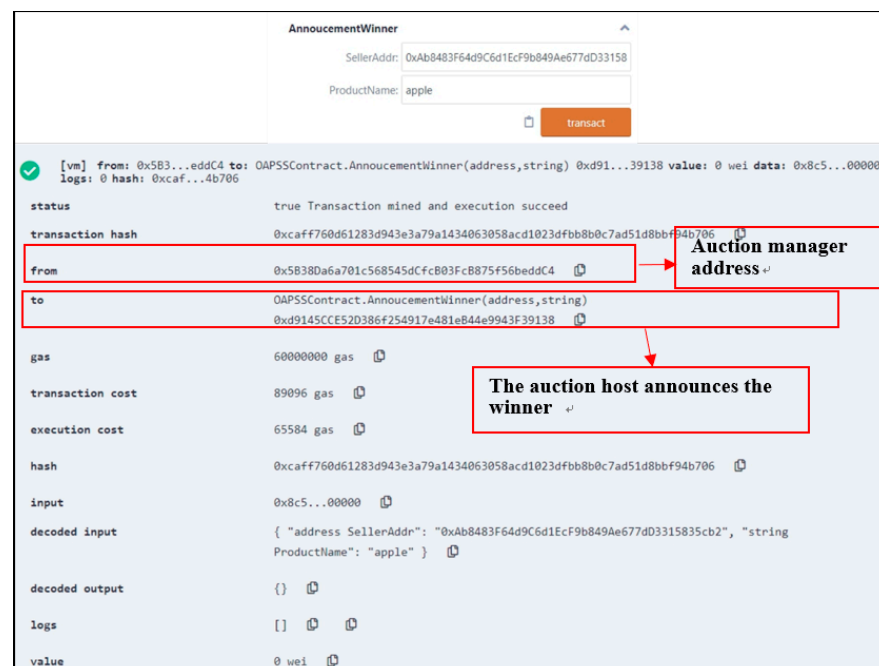 AnnoucementWinner
SellerAddr: 0xAb8483F64d9C6d1EcF9b849Ae677dD33158
ProductName: apple
transact
[vm] from: 0x5B3...eddC4 to: OAPSSContract.AnnoucementWinner(address,string) 0xd91...39138 value: 0 wei data: 0x8c5...00000
logs: 0 hash: 0xcaf...4b706
status true Transaction mined and execution succeed
transaction hash 0xcaff760d61283d943e3a79a1434063058acd1023dfbb8b0c7ad51d8bbf94b706
Auction manager
address
from 0x5B38Da6a701c568545dCfcB03FcB875f56beddC4
to OAPSSContract.AnnoucementWinner(address,string)
0xd9145CCE52D386f254917e481eB44e9943F39138
gas 60000000 gas
The auction host announces the
winner
transaction cost 89096 gas
execution cost 65584 gas
hash 0xcaff760d61283d943e3a79a1434063058acd1023dfbb8b0c7ad51d8bbf94b706
input 0x8c5...00000
decoded input { "address SellerAddr": "0xAb8483F64d9C6d1EcF9b849Ae677dD3315835cb2", "string
ProductName": "apple" }
decoded output {}
logs []
value 0 wei